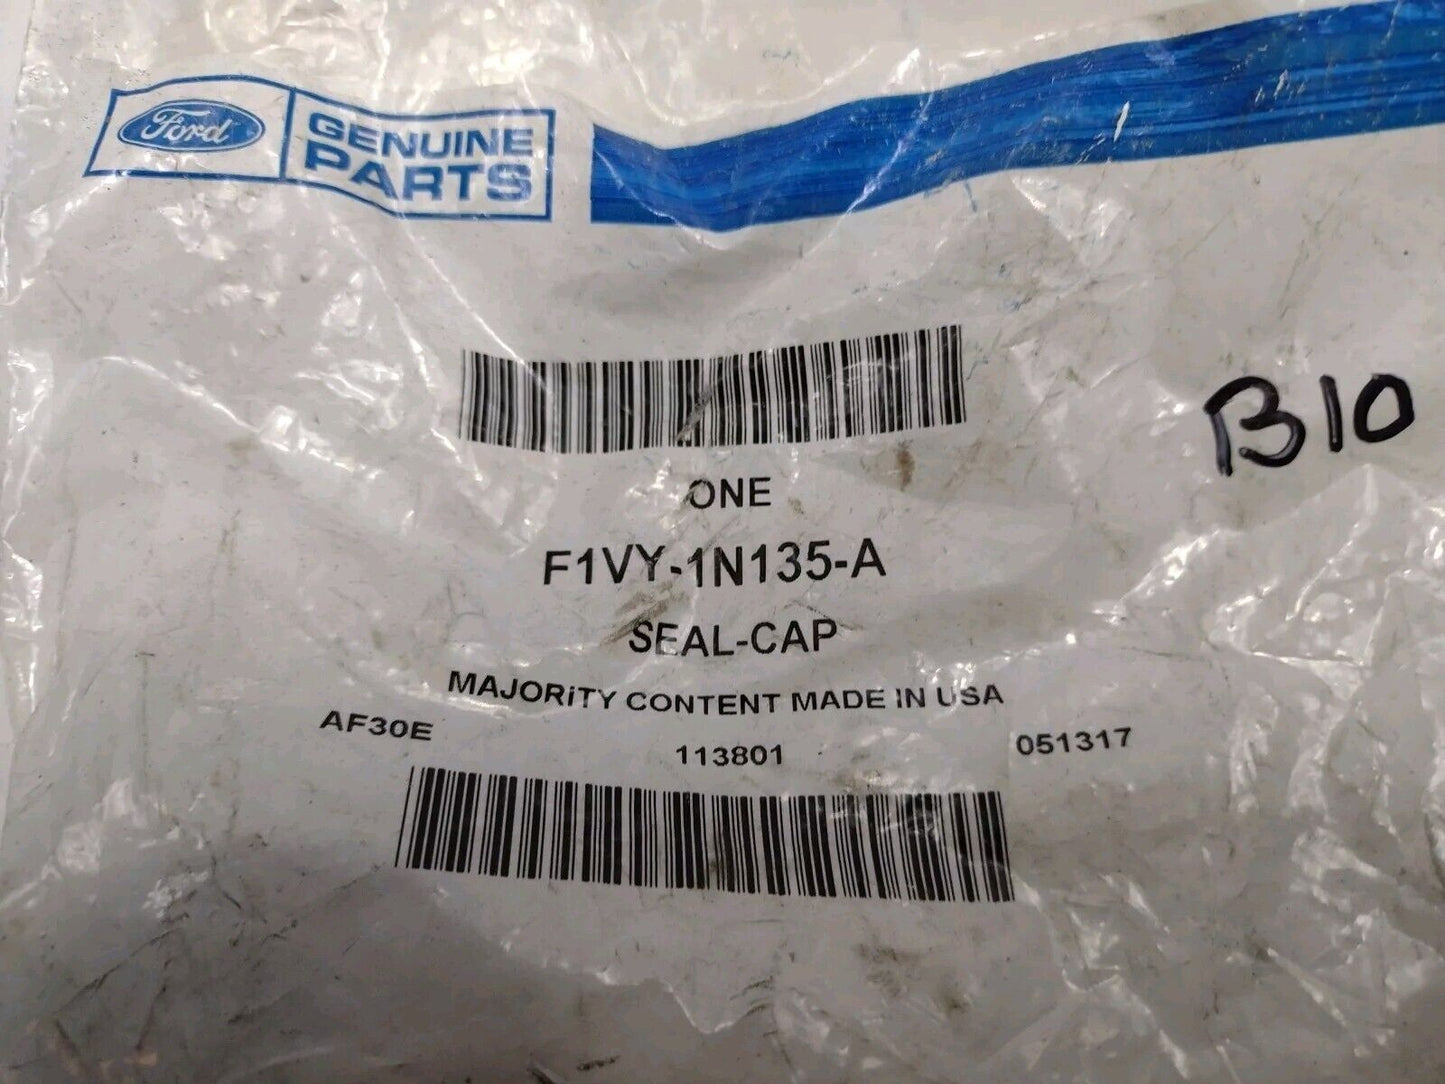 Ford
GENUINE
PARTS
B10
ONE
F1VY-1N135-A
SEAL-CAP
MAJORiTY CONTENT MADE IN USA
AF30E 113801 051317